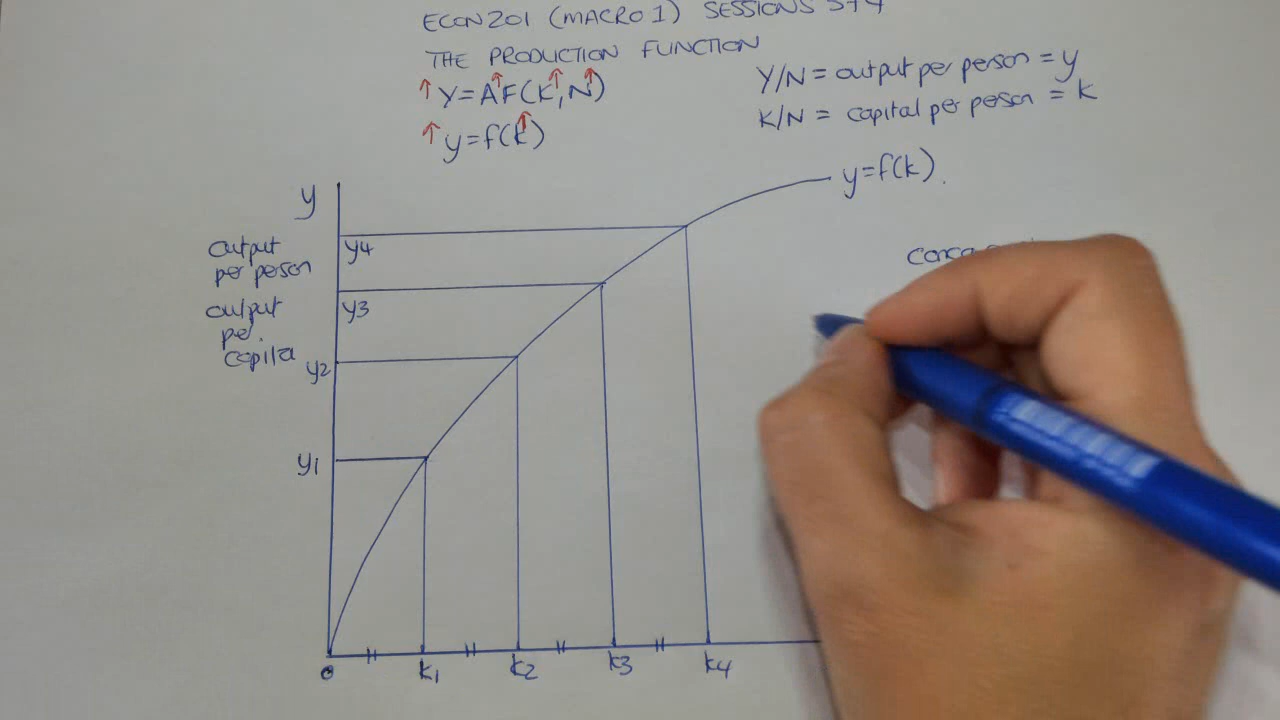 ECON201 (MACRO 1) SESSIONS 3+4
THE PRODUCTION FUNCTION
Y=AF(K,N)
y=f(k)
Y/N = output per person = y
K/N = capital per person = k
y=f(k).
y
output
per person
output
per.
capita
y4
y3
y2
y1
0
k1
k2
k3
k4